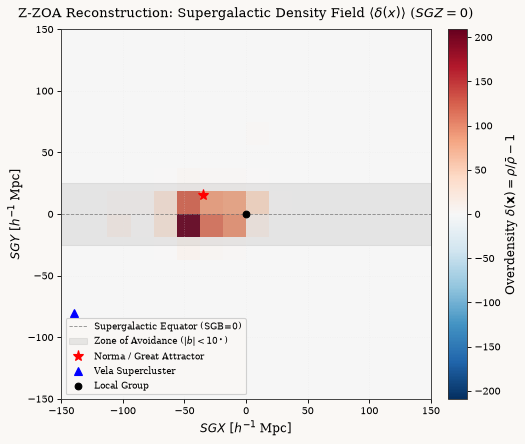 Z-ZOA Reconstruction: Supergalactic Density Field ⟨δ(x)⟩ (SGZ = 0)
150
100
50
0
−50
−100
−150
−150
−100
−50
0
50
100
150
SGY [h⁻¹ Mpc]
SGX [h⁻¹ Mpc]
Supergalactic Equator (SGB=0)
Zone of Avoidance (|b| < 10°)
Norma / Great Attractor
Vela Supercluster
Local Group
200
150
100
50
0
−50
−100
−150
−200
Overdensity δ(x) = ρ/ρ̄ − 1